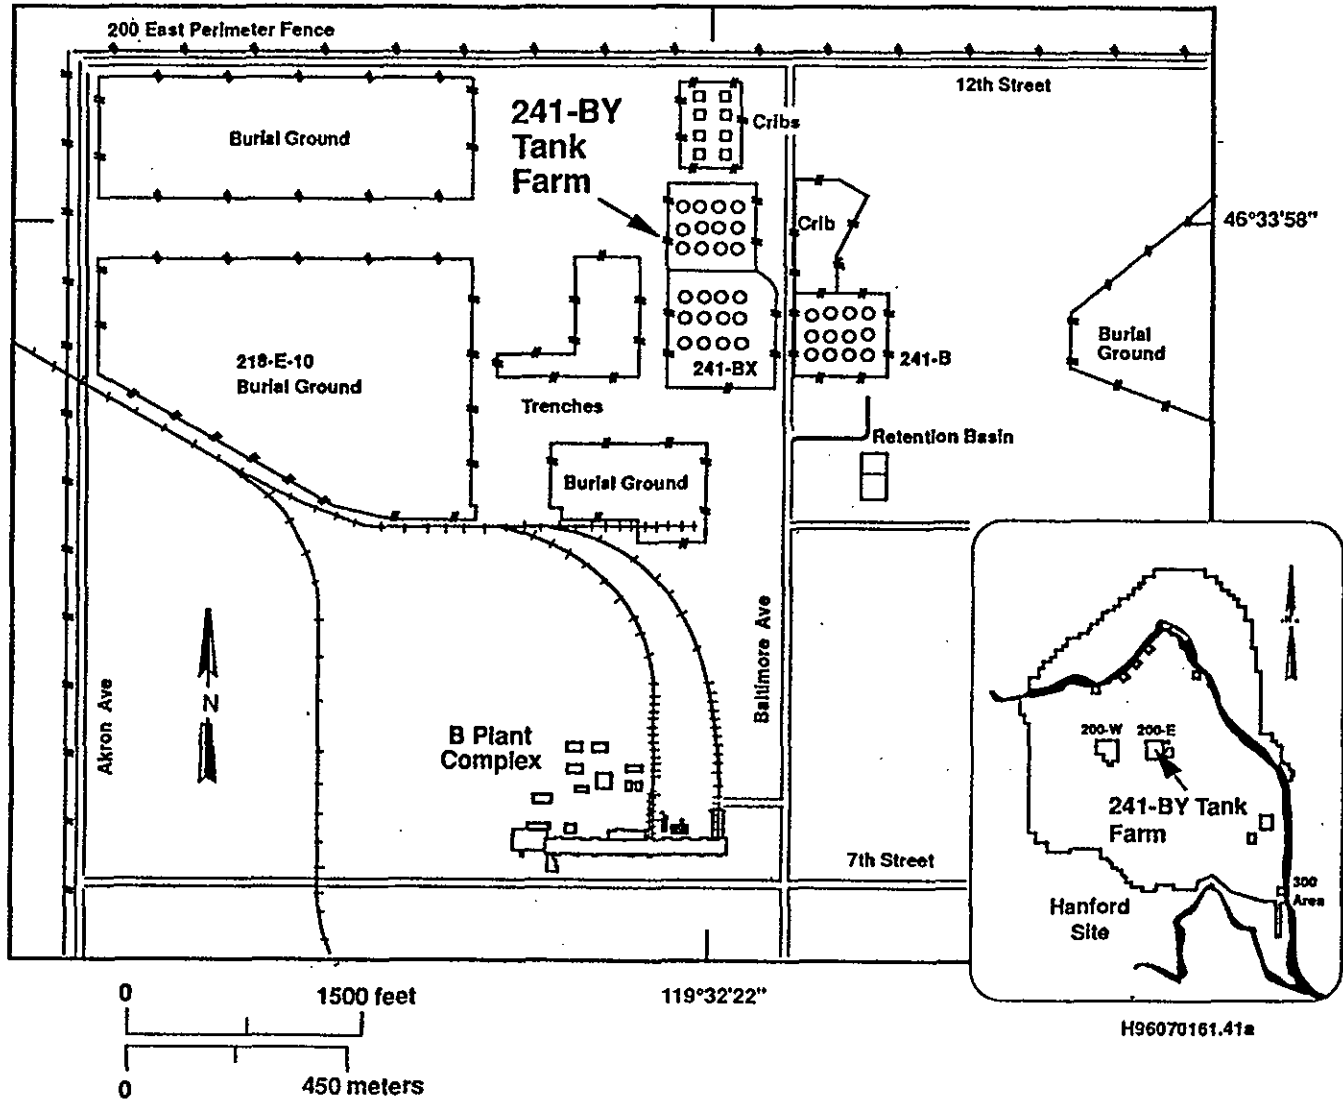 200 East Perimeter Fence
12th Street
241-BY
Tank
Farm
Cribs
Burial Ground
Crib
46°33'58"
218-E-10
Burial Ground
241-BX
241-B
Burial
Ground
Trenches
Retention Basin
Burial Ground
Akron Ave
N
Baltimore Ave
B Plant
Complex
7th Street
200-W
200-E
241-BY Tank
Farm
300
Area
Hanford
Site
0
1500 feet
119°32'22"
0
450 meters
H96070161.41a